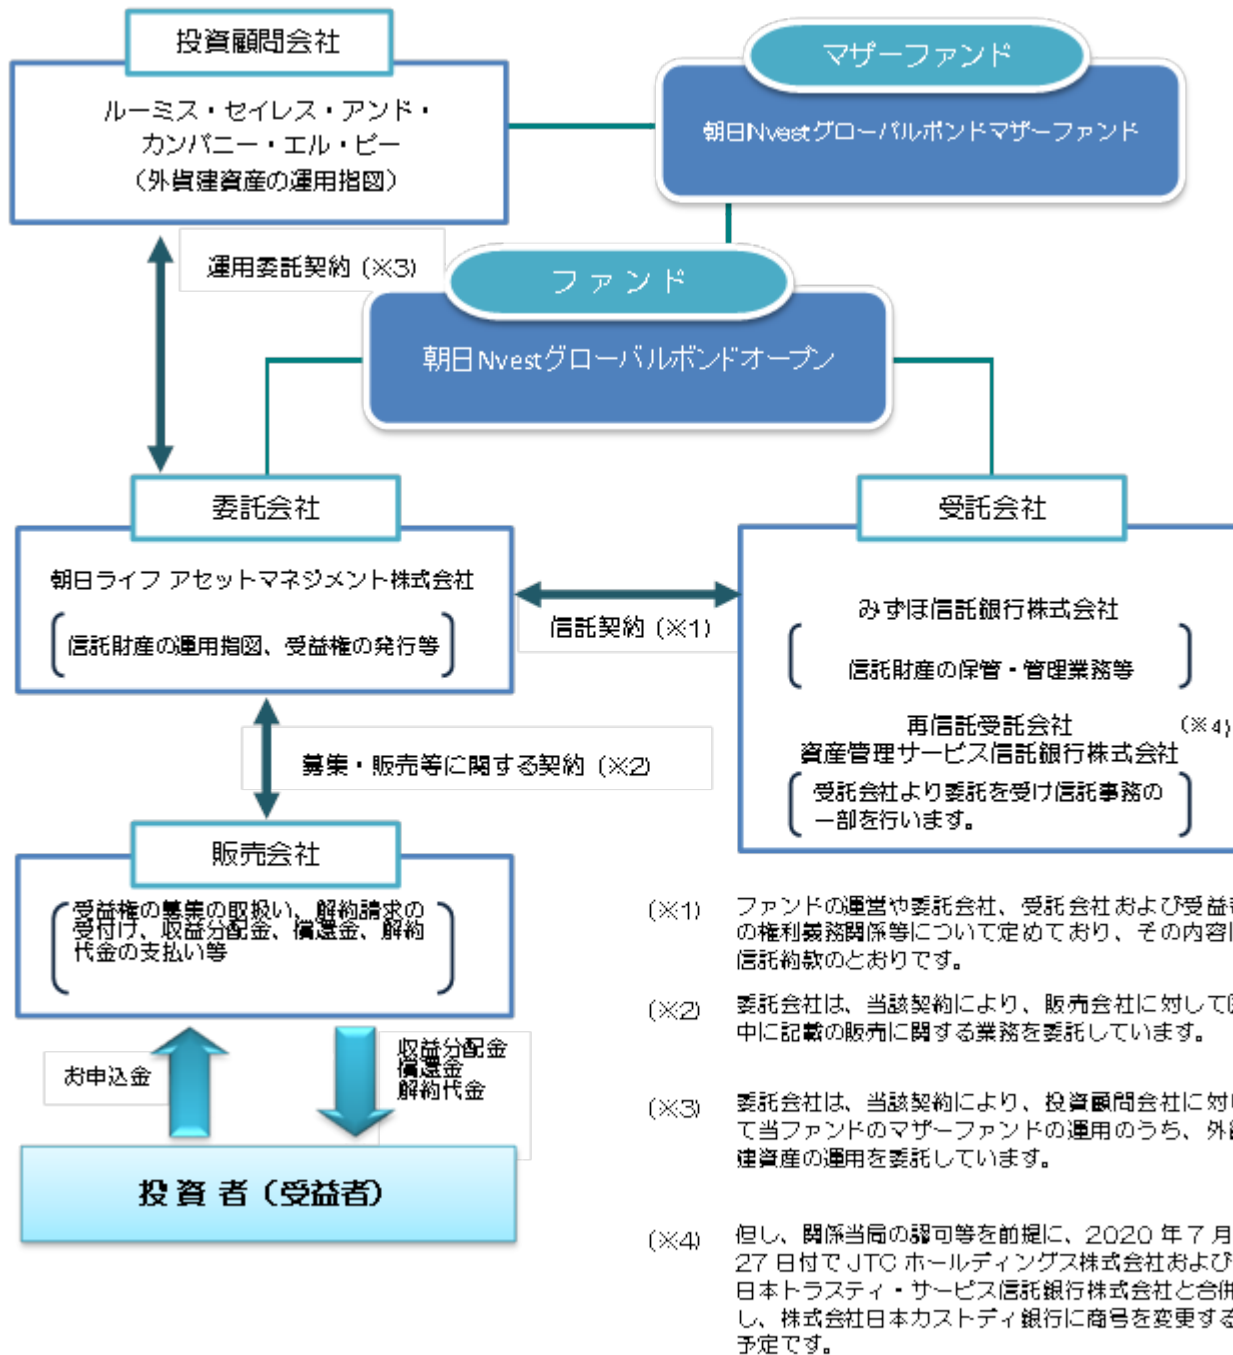 投資顧問会社
ルーミス・セイレス・アンド・
カンパニー・エル・ピー
（外貨建資産の運用指図）
マザーファンド
朝日Nvestグローバルボンドマザーファンド
運用委託契約（※3）
ファンド
朝日Nvestグローバルボンドオープン
委託会社
朝日ライフ アセットマネジメント株式会社
信託財産の運用指図、受益権の発行等
信託契約（※1）
受託会社
みずほ信託銀行株式会社
信託財産の保管・管理業務等
再信託受託会社 （※4）
資産管理サービス信託銀行株式会社
受託会社より委託を受け信託事務の
一部を行います。
募集・販売等に関する契約（※2）
販売会社
受益権の募集の取扱い、解約請求の
受付け、収益分配金、償還金、解約
代金の支払い等
お申込金
収益分配金
償還金
解約代金
投資者（受益者）
（※1） ファンドの運営や委託会社、受託会社および受益
の権利義務関係等について定めており、その内容
信託約款のとおりです。
（※2） 委託会社は、当該契約により、販売会社に対して
中に記載の販売に関する業務を委託しています。
（※3） 委託会社は、当該契約により、投資顧問会社に対
て当ファンドのマザーファンドの運用のうち、外
建資産の運用を委託しています。
（※4） 但し、関係当局の認可等を前提に、2020年7月
27日付でJTCホールディングス株式会社および
日本トラスティ・サービス信託銀行株式会社と合併
し、株式会社日本カストディ銀行に商号を変更する
予定です。